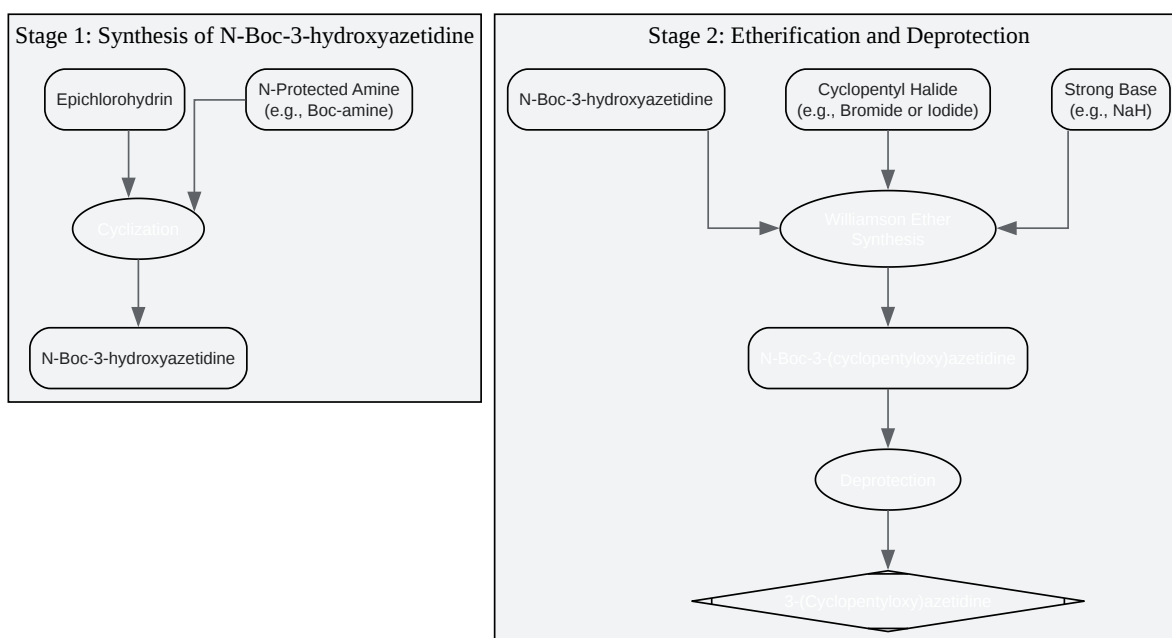 Stage 1: Synthesis of N-Boc-3-hydroxyazetidine
Epichlorohydrin
N-Protected Amine
(e.g., Boc-amine)
Cyclization
N-Boc-3-hydroxyazetidine
Stage 2: Etherification and Deprotection
N-Boc-3-hydroxyazetidine
Cyclopentyl Halide
(e.g., Bromide or Iodide)
Strong Base
(e.g., NaH)
Williamson Ether
Synthesis
N-Boc-3-(cyclopentyloxy)azetidine
Deprotection
3-(Cyclopentyloxy)azetidine